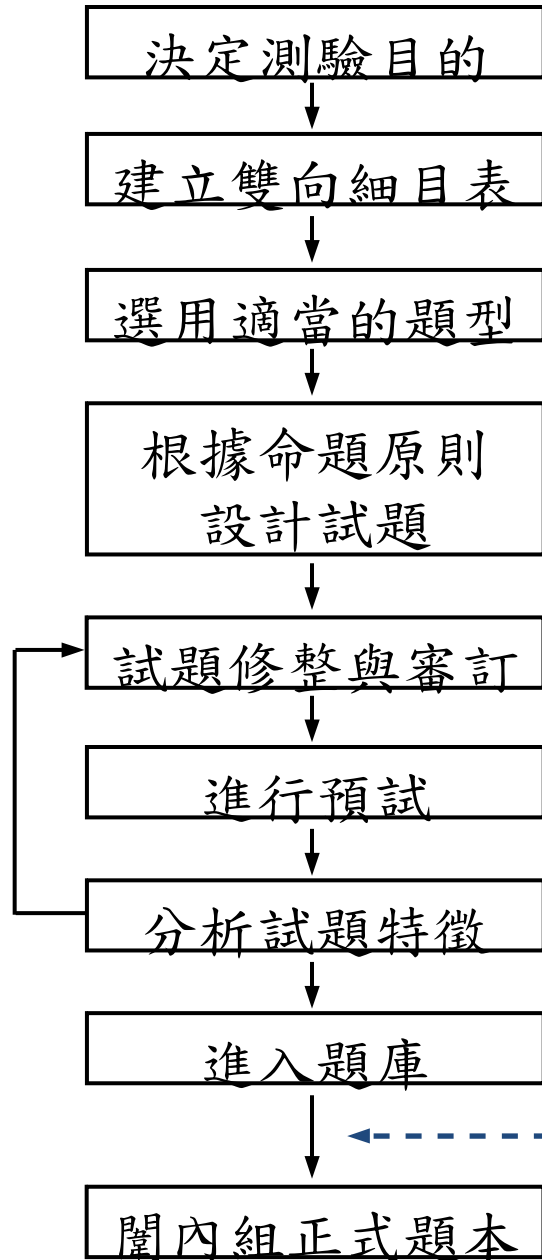 決定測驗目的
建立雙向細目表
選用適當的題型
根據命題原則
設計試題
試題修整與審訂
進行預試
分析試題特徵
進入題庫
闈內組正式題本